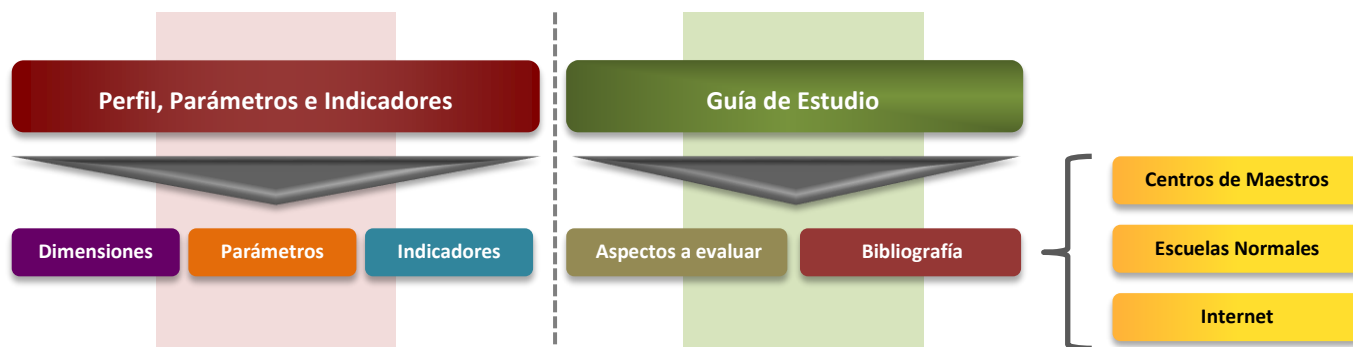 Perfil, Parámetros e Indicadores
Guía de Estudio
Dimensiones
Parámetros
Indicadores
Aspectos a evaluar
Bibliografía
Centros de Maestros
Escuelas Normales
Internet